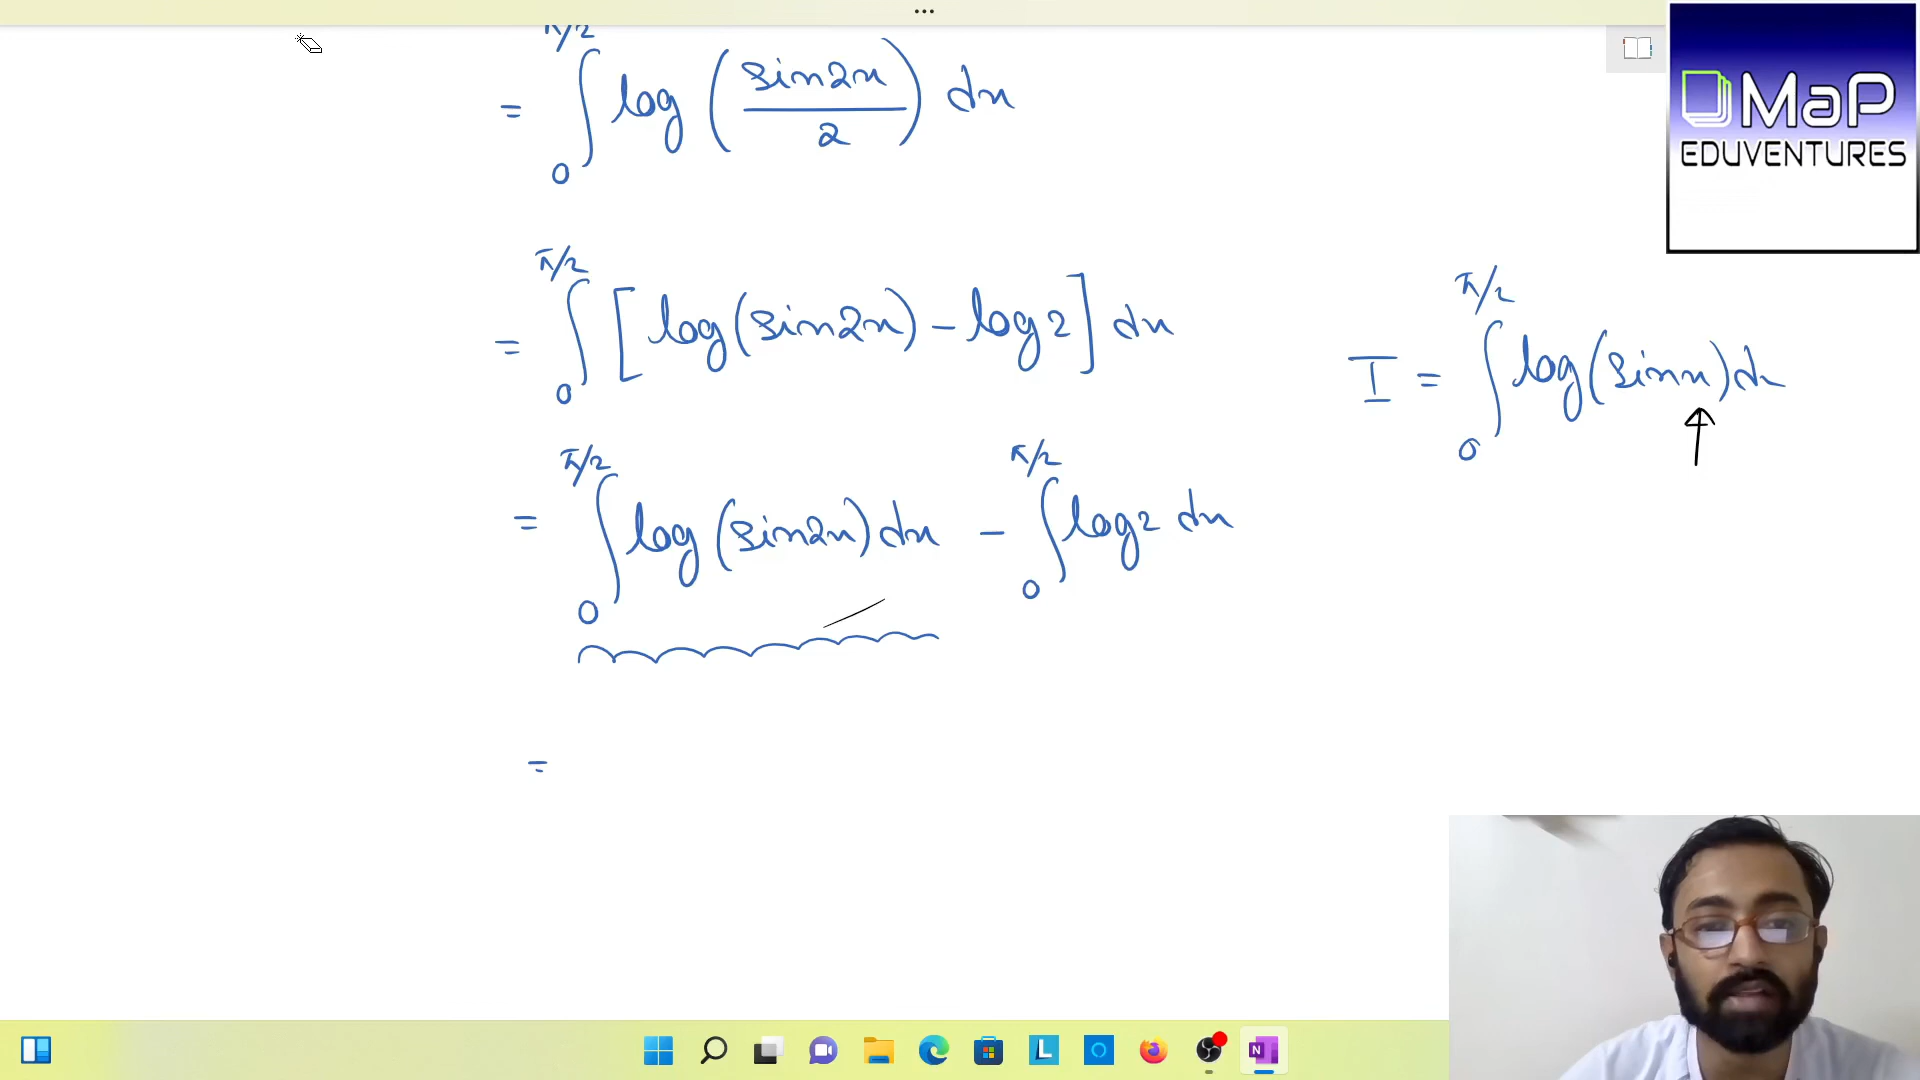 ...
MaP
EDUVENTURES
π/2
= ∫ log (sin2x / 2) dx
0
π/2
= ∫ [log(sin2x) - log2] dx
0
π/2
I = ∫ log(sinx)dx
0
π/2 π/2
= ∫ log(sin2x)dx - ∫ log2 dx
0 0
=
L
N